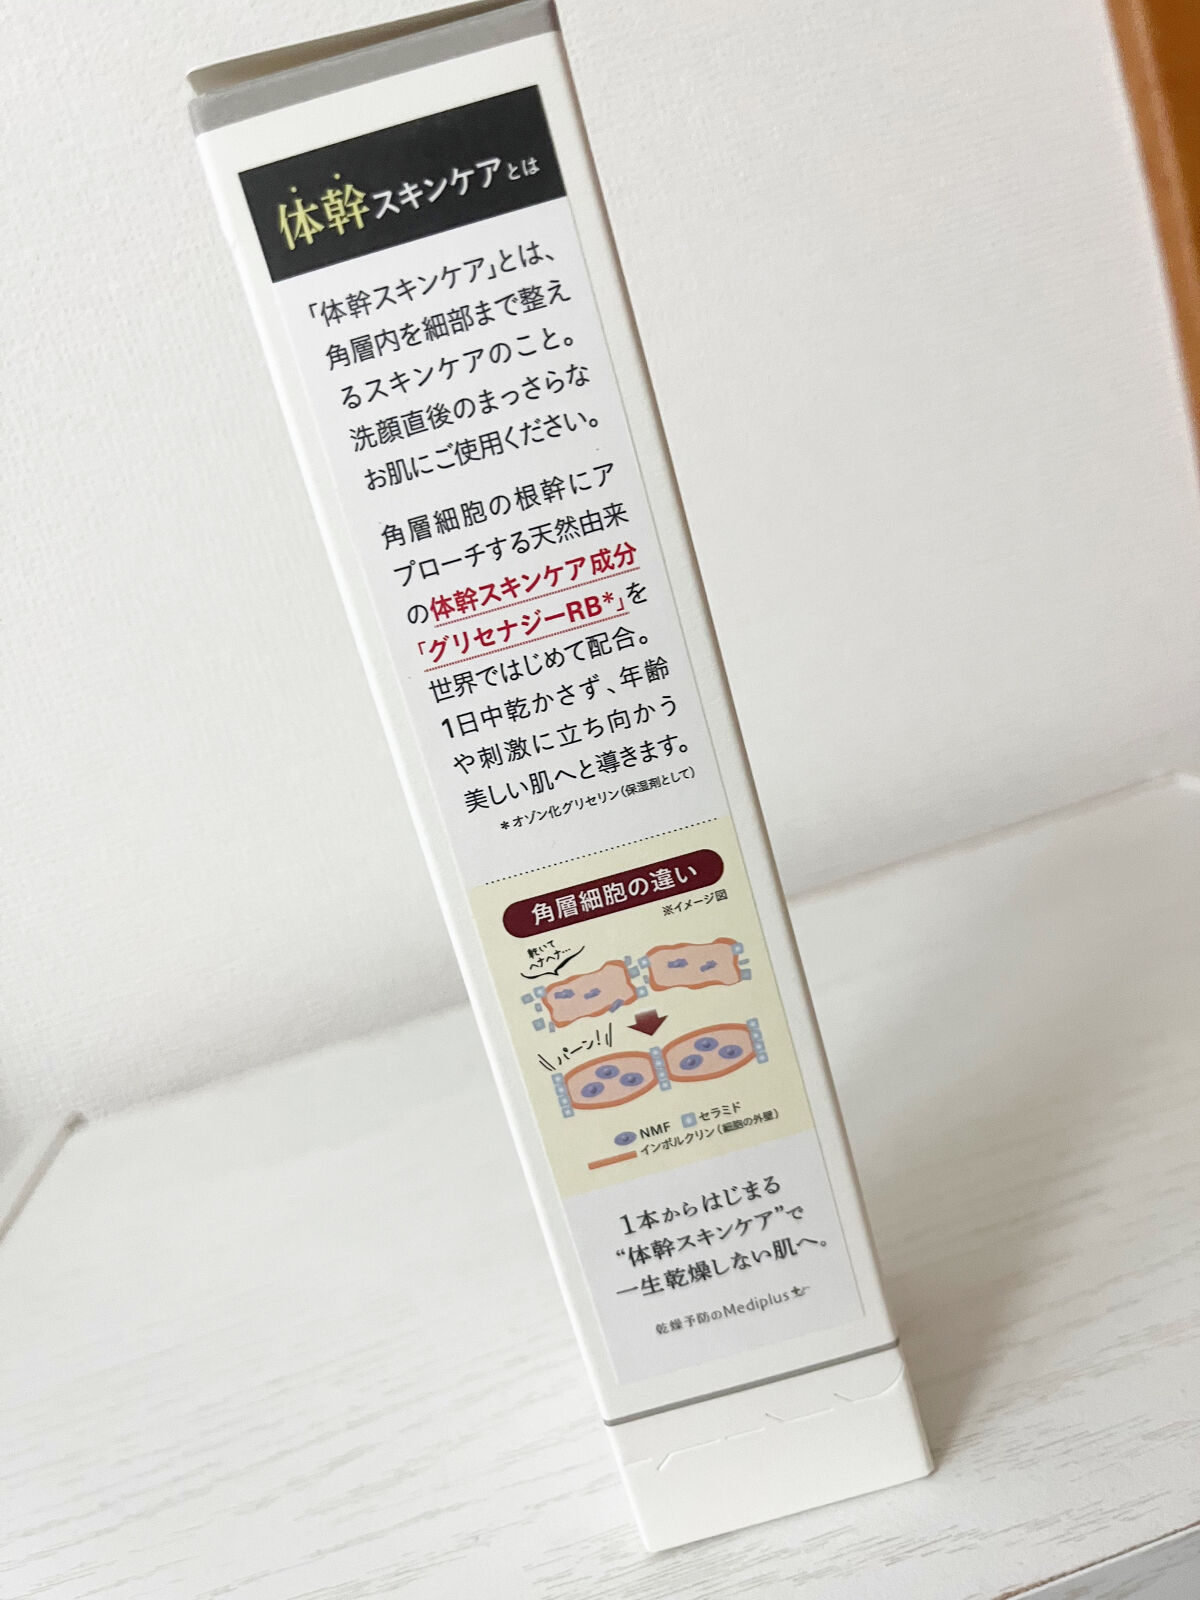 体幹スキンケアとは
「体幹スキンケア」とは、
角層内を細部まで整え
るスキンケアのこと。
洗顔直後のまっさらな
お肌にご使用ください。
角層細胞の根幹にア
プローチする天然由来
の体幹スキンケア成分
「グリセナジーRB*」を
世界ではじめて配合。
1日中乾かさず、年齢
や刺激に立ち向かう
美しい肌へと導きます。
*オゾン化グリセリン（保湿剤として）
角層細胞の違い
※イメージ図
乾いて
ヘナヘナ…
パーン!
NMF セラミド
インボルクリン（細胞の外壁）
1本からはじまる
“体幹スキンケア”で
一生乾燥しない肌へ。
乾燥予防のMediplus